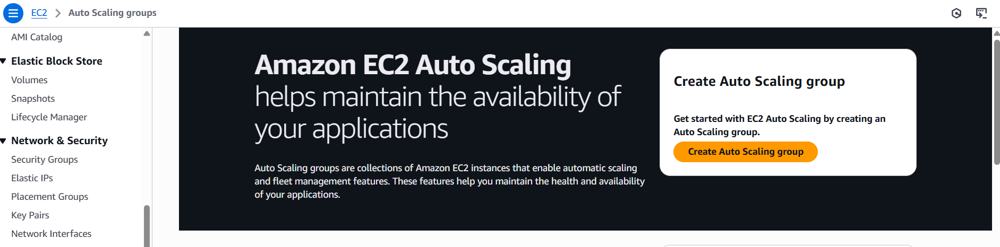 EC2 > Auto Scaling groups
AMI Catalog
Elastic Block Store
Volumes
Snapshots
Lifecycle Manager
Network & Security
Security Groups
Elastic IPs
Placement Groups
Key Pairs
Network Interfaces
Amazon EC2 Auto Scaling
helps maintain the availability of
your applications
Auto Scaling groups are collections of Amazon EC2 instances that enable automatic scaling
and fleet management features. These features help you maintain the health and availability
of your applications.
Create Auto Scaling group
Get started with EC2 Auto Scaling by creating an
Auto Scaling group.
Create Auto Scaling group